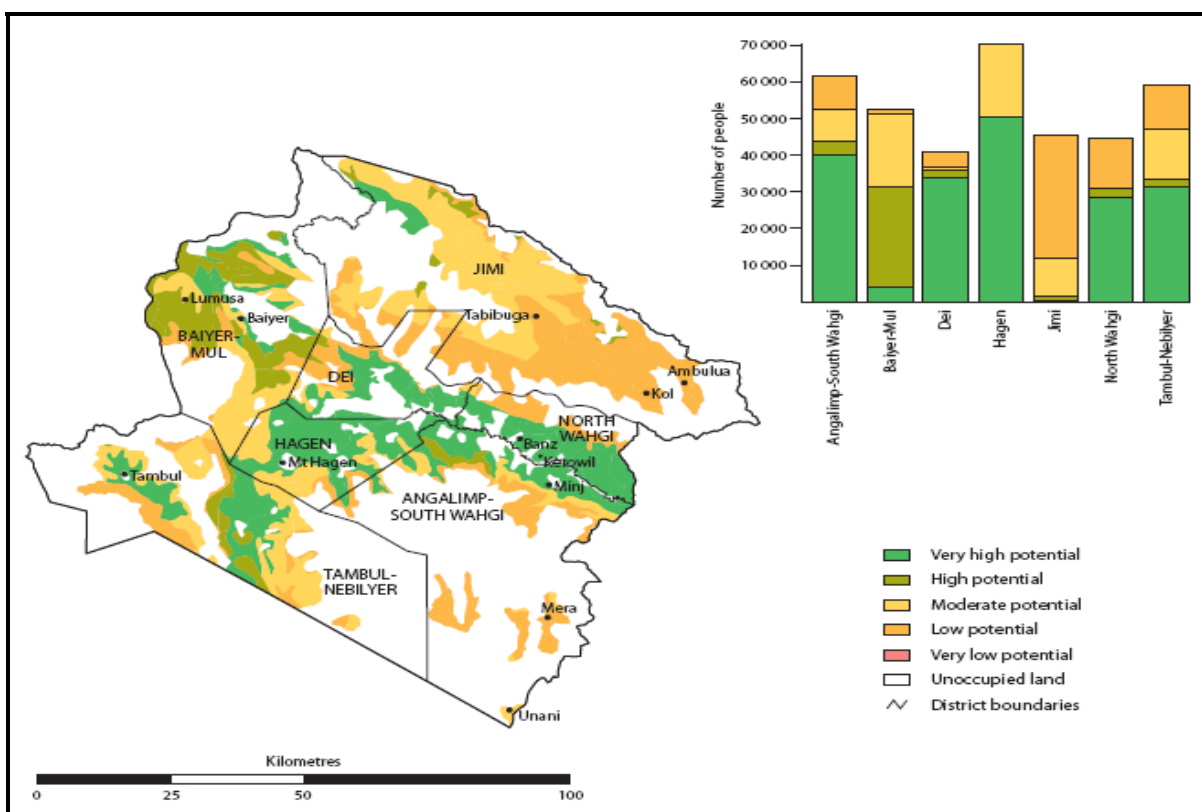 70 000
60 000
50 000
40 000
30 000
20 000
10 000
Number of people
Angalimp-South Wahgi
Baiyer-Mul
Dei
Hagen
Jimi
North Wahgi
Tambul-Nebilyer
JIMI
Lumusa
Baiyer
BAIYER-
MUL
Tabibuga
DEI
Ambulua
Kol
NORTH
WAHGI
HAGEN
Banz
Mt Hagen
Kerowil
Tambul
Minj
ANGALIMP-
SOUTH WAHGI
TAMBUL-
NEBILYER
Mera
Unani
Very high potential
High potential
Moderate potential
Low potential
Very low potential
Unoccupied land
District boundaries
Kilometres
0 25 50 100